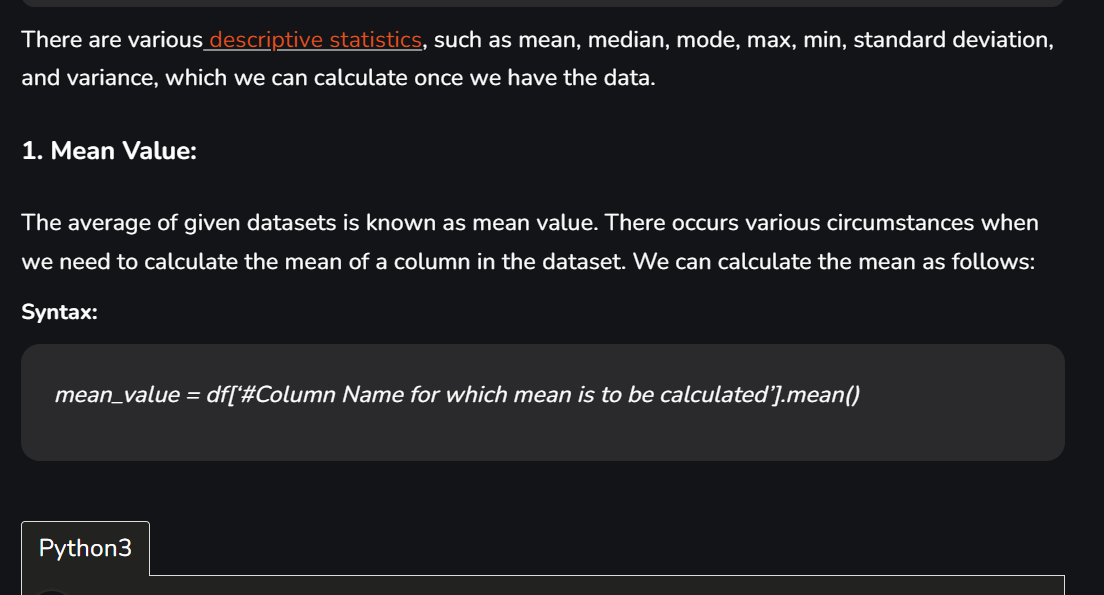 There are various descriptive statistics, such as mean, median, mode, max, min, standard deviation,
and variance, which we can calculate once we have the data.
1. Mean Value:
The average of given datasets is known as mean value. There occurs various circumstances when
we need to calculate the mean of a column in the dataset. We can calculate the mean as follows:
Syntax:
mean_value = df[‘#Column Name for which mean is to be calculated’].mean()
Python3